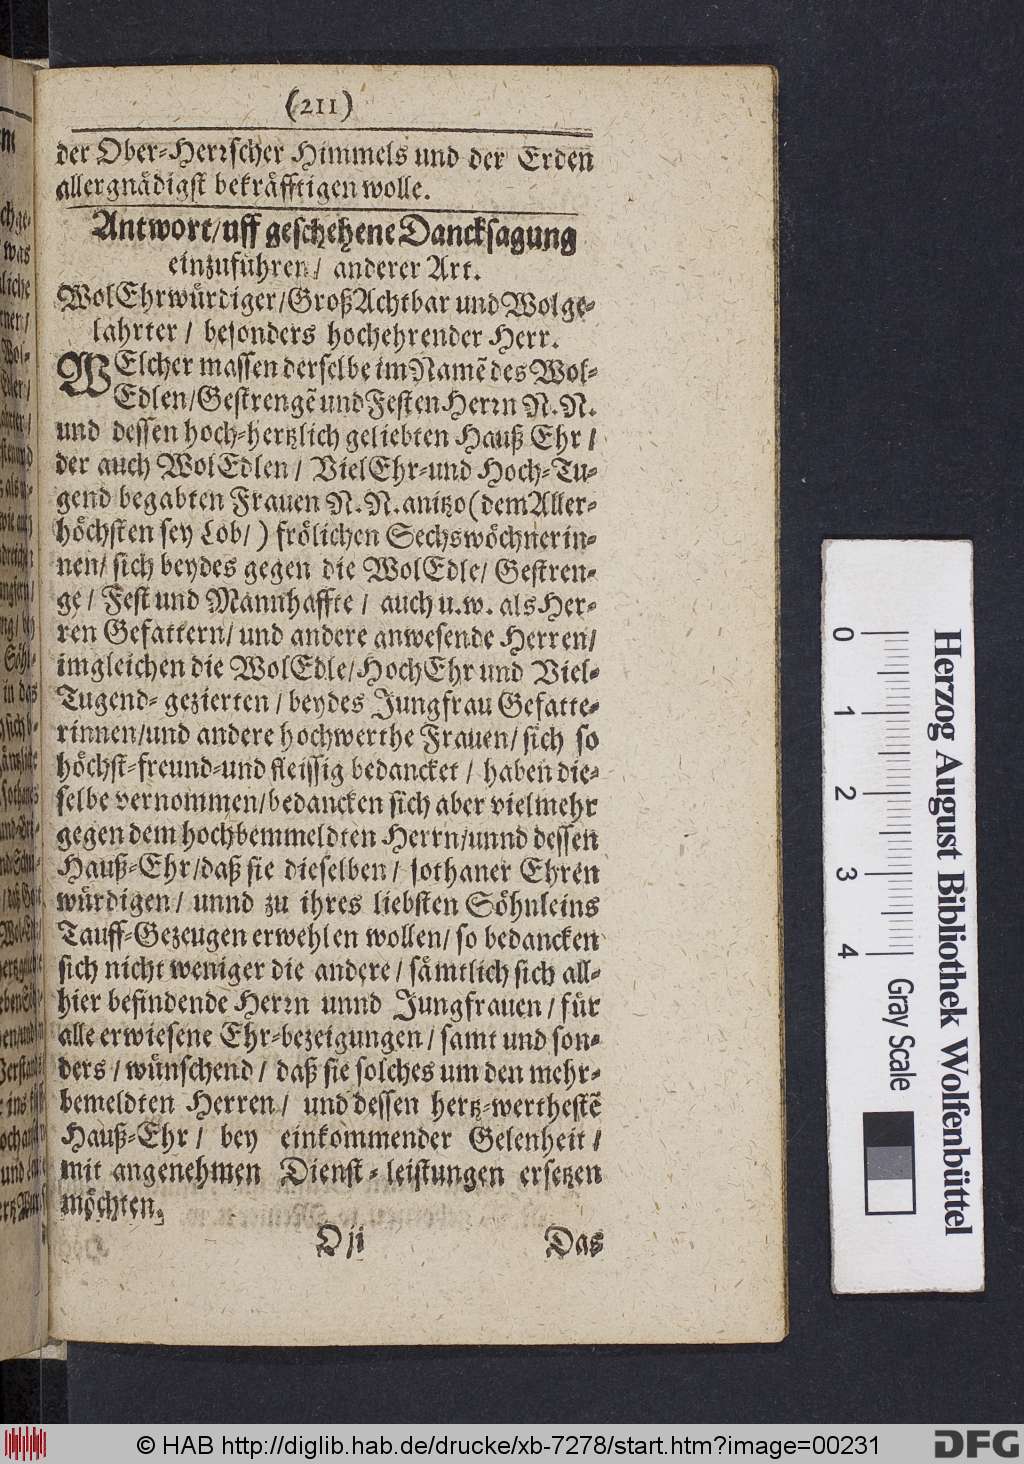 (211)
der Ober-Herrscher Himmels und der Erden
allergnädigst bekräfftigen wolle.
Antwort/uff geschehene Dancksagung
einzuführen/ anderer Art.
WolEhrwürdiger/GroßAchtbar und Wolge-
lahrter / besonders hochehrender Herr.
WElcher massen derselbe im Namẽ des Wol-
Edlen/Gestrengẽ und Festen Herrn N. N.
und dessen hoch-hertzlich geliebten Hauß Ehr /
der auch WolEdlen / VielEhr-und Hoch-Tu-
gend begabten Frauen N. N. anitzo (dem Aller-
höchsten sey Lob/) frölichen Sechswöchnerin-
nen/ sich beydes gegen die WolEdle/ Gestren-
ge / Fest und Mannhaffte / auch u.w. als Her-
ren Gefattern/ und andere anwesende Herren/
imgleichen die WolEdle/HochEhr und Viel-
Tugend-gezierten / beydes Jungfrau Gefatte-
rinnen/und andere hochwerthe Frauen/ sich so
höchst-freund-und fleissig bedancket / haben die-
selbe vernommen/bedancken sich aber vielmehr
gegen dem hochbemmeldten Herrn/unnd dessen
Hauß-Ehr/daß sie dieselben/ sothaner Ehren
würdigen/ unnd zu ihres liebsten Söhnleins
Tauff-Gezeugen erwehlen wollen/ so bedancken
sich nicht weniger die andere / sämtlich sich all-
hier befindende Herrn unnd Jungfrauen / für
alle erwiesene Ehr-bezeigungen / samt und son-
ders / wünschend / daß sie solches um den mehr-
bemeldten Herren / und dessen hertz-werthestẽ
Hauß-Ehr / bey einkommender Gelenheit /
mit angenehmen Dienst-leistungen ersetzen
möchten.
O ji
Das
Herzog August Bibliothek Wolfenbüttel
0 1 2 3 4
Gray Scale
© HAB http://diglib.hab.de/drucke/xb-7278/start.htm?image=00231
DFG